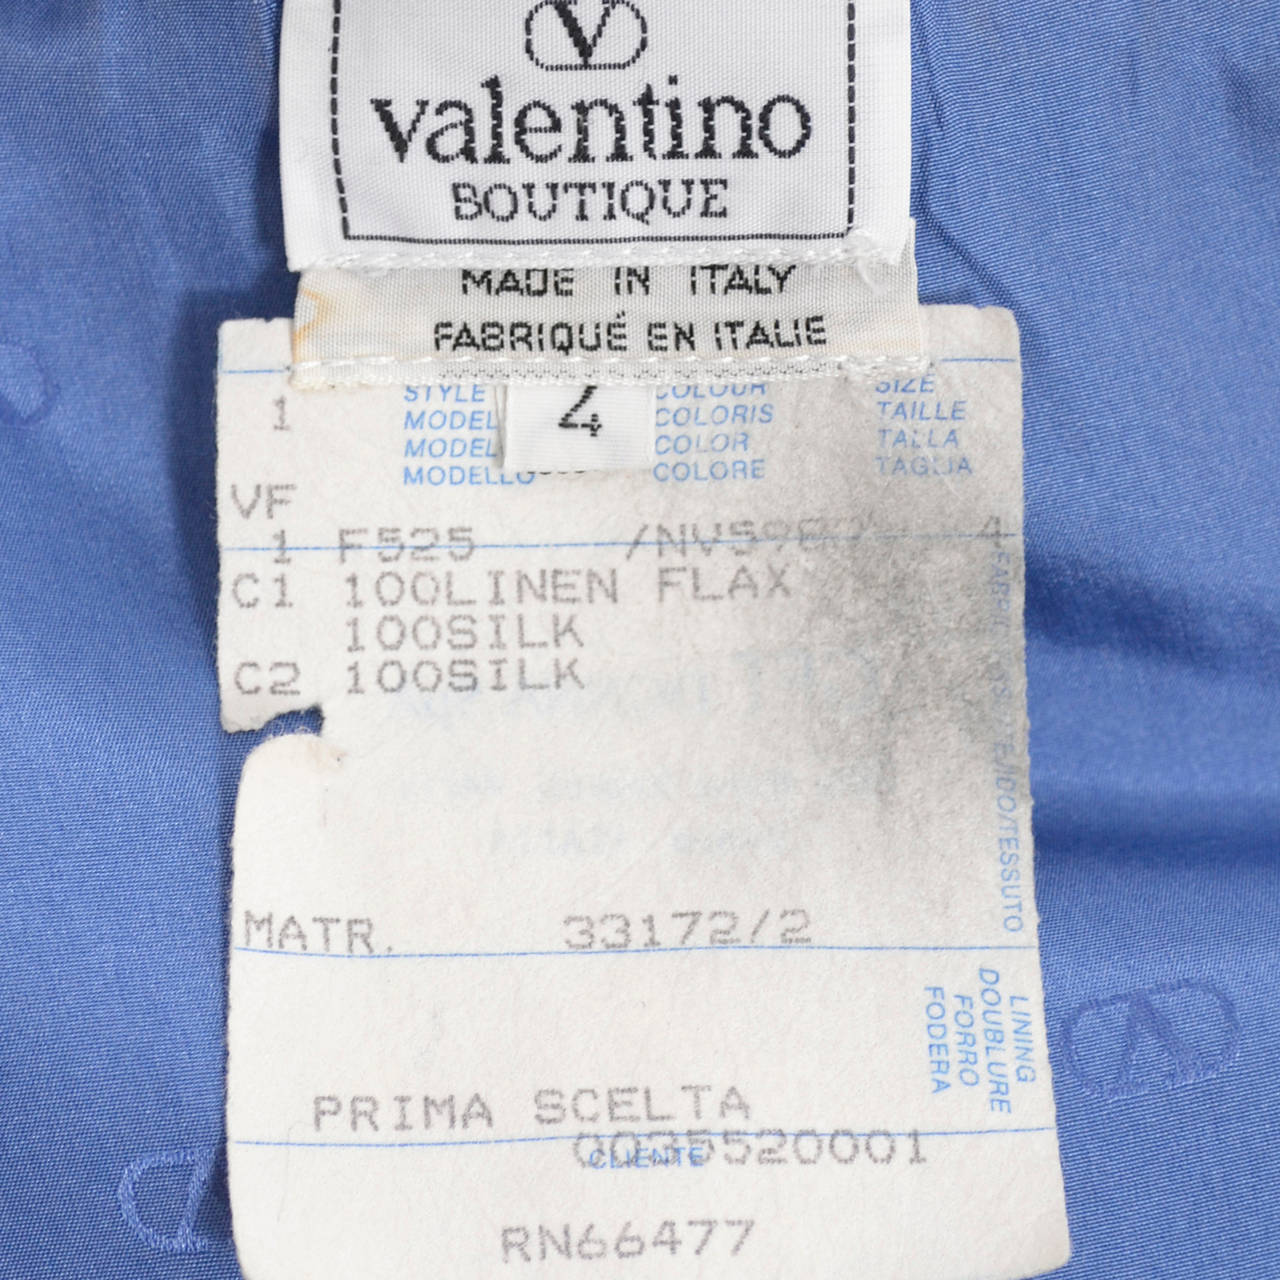 V
valentino
BOUTIQUE
MADE IN ITALY
FABRIQUÉ EN ITALIE
4
1
STYLE COLOUR SIZE
MODEL COLORIS TAILLE
MODEL COLOR TALLA
MODELLO COLORE TAGLIA
VF
1 F525 4
C1 100LINEN FLAX
100SILK
C2 100SILK
MATR. 33172/2
LINING
DOUBLURE
FORRO
FODERA
PRIMA SCELTA
0035520001
CLIENTE
RN66477